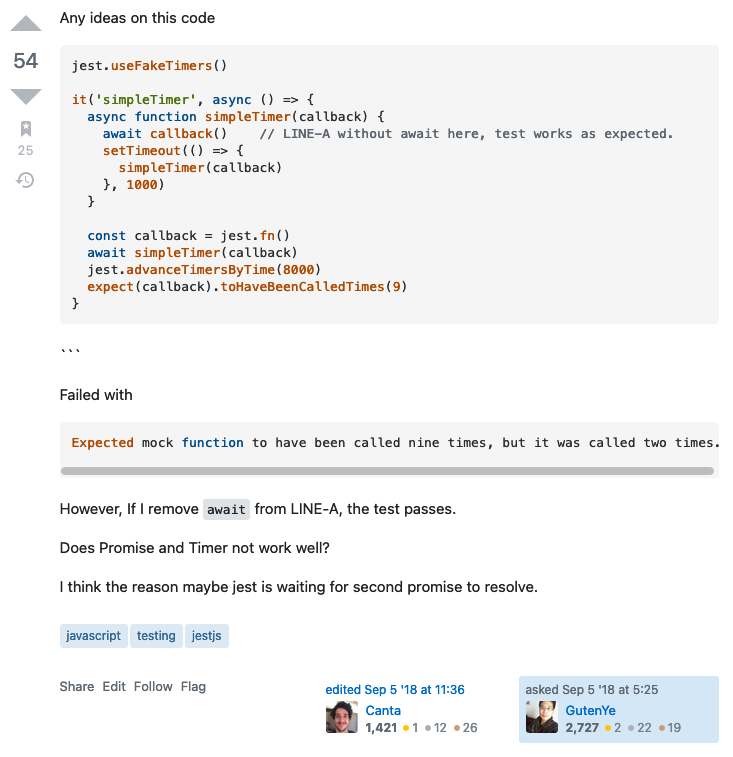 Any ideas on this code
54
25
jest.useFakeTimers()
it('simpleTimer', async () => {
  async function simpleTimer(callback) {
    await callback()    // LINE-A without await here, test works as expected.
    setTimeout(() => {
      simpleTimer(callback)
    }, 1000)
  }
  const callback = jest.fn()
  await simpleTimer(callback)
  jest.advanceTimersByTime(8000)
  expect(callback).toHaveBeenCalledTimes(9)
}
```
Failed with
Expected mock function to have been called nine times, but it was called two times.
However, If I remove await from LINE-A, the test passes.
Does Promise and Timer not work well?
I think the reason maybe jest is waiting for second promise to resolve.
javascript testing jestjs
Share Edit Follow Flag
edited Sep 5 '18 at 11:36
Canta
1,421 ●1 ●12 ●26
asked Sep 5 '18 at 5:25
GutenYe
2,727 ●2 ●22 ●19